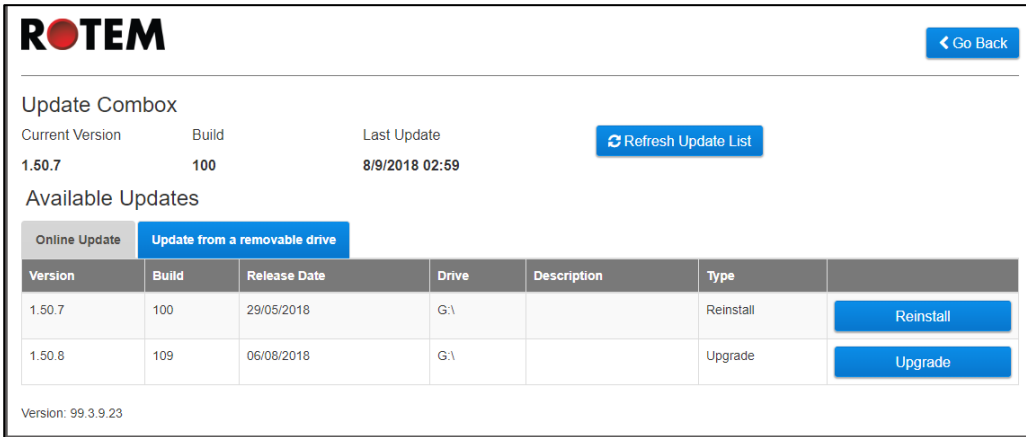 ROTEM
Go Back
Update Combox
Current Version Build Last Update
Refresh Update List
1.50.7 100 8/9/2018 02:59
Available Updates
Online Update Update from a removable drive
Version Build Release Date Drive Description Type
1.50.7 100 29/05/2018 G:\ Reinstall Reinstall
1.50.8 109 06/08/2018 G:\ Upgrade Upgrade
Version: 99.3.9.23